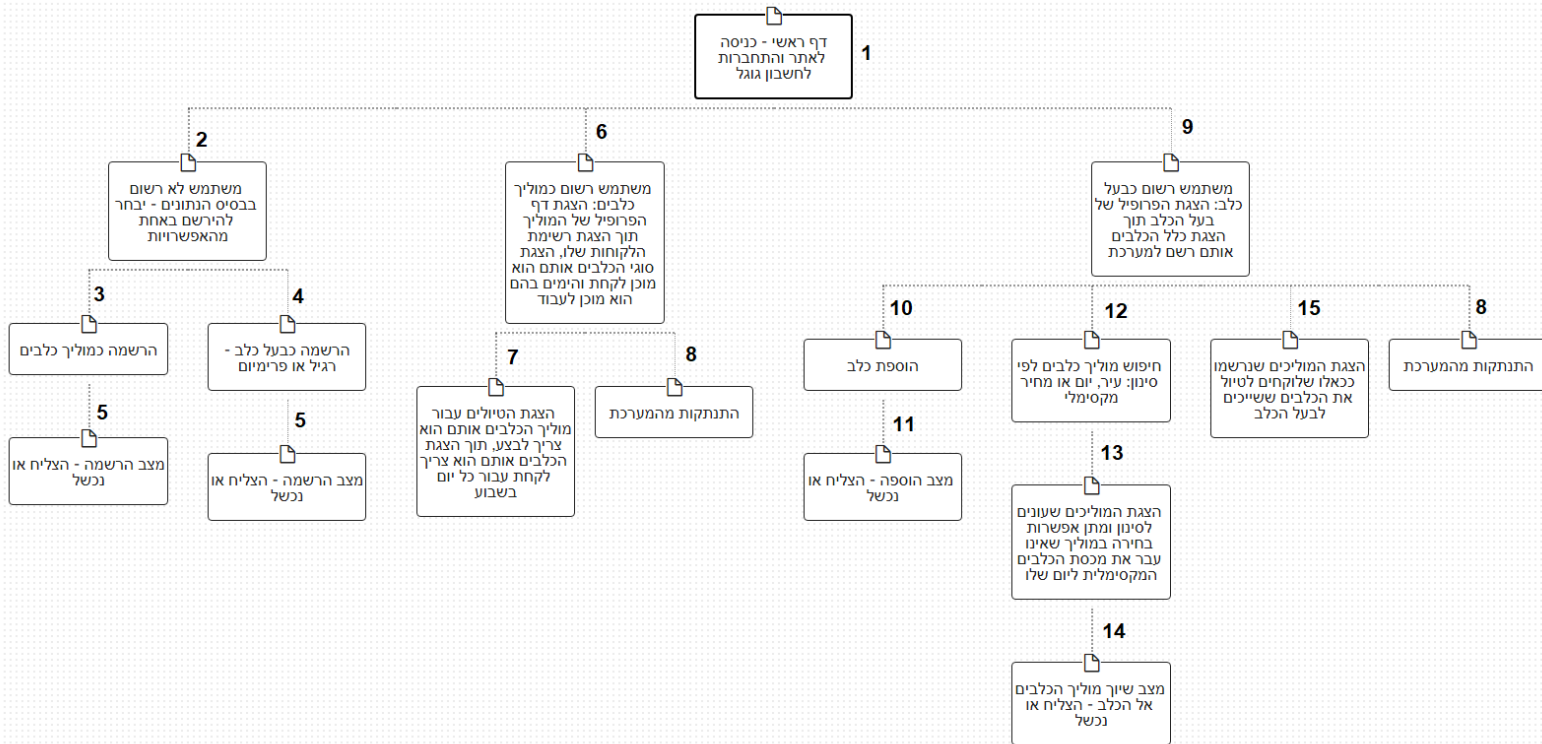 דף ראשי - כניסה
לאתר והתחברות
לחשבון גוגל
1
2
משתמש לא רשום
בבסיס הנתונים - יבחר
להירשם באחת
מהאפשרויות
3
הרשמה כמוליך כלבים
5
מצב הרשמה - הצליח או
נכשל
4
הרשמה כבעל כלב -
רגיל או פרימיום
5
מצב הרשמה - הצליח או
נכשל
6
משתמש רשום כמוליך
כלבים: הצגת דף
הפרופיל של המוליך
תוך הצגת רשימת
הלקוחות שלו, הצגת
סוגי הכלבים אותם הוא
מוכן לקחת והימים בהם
הוא מוכן לעבוד
7
הצגת הטיולים עבור
מוליך הכלבים אותם הוא
צריך לבצע, תוך הצגת
הכלבים אותם הוא צריך
לקחת עבור כל יום
בשבוע
8
התנתקות מהמערכת
9
משתמש רשום כבעל
כלב: הצגת הפרופיל של
בעל הכלב תוך
הצגת כלל הכלבים
אותם רשם למערכת
10
הוספת כלב
11
מצב הוספה - הצליח או
נכשל
12
חיפוש מוליך כלבים לפי
סינון: עיר, יום או מחיר
מקסימלי
13
הצגת המוליכים שעונים
לסינון ומתן אפשרות
בחירה במוליך שאינו
עבר את מכסת הכלבים
המקסימלית ליום שלו
14
מצב שיוך מוליך הכלבים
אל הכלב - הצליח או
נכשל
15
הצגת המוליכים שנרשמו
ככאלו שלוקחים לטיול
את הכלבים ששייכים
לבעל הכלב
8
התנתקות מהמערכת